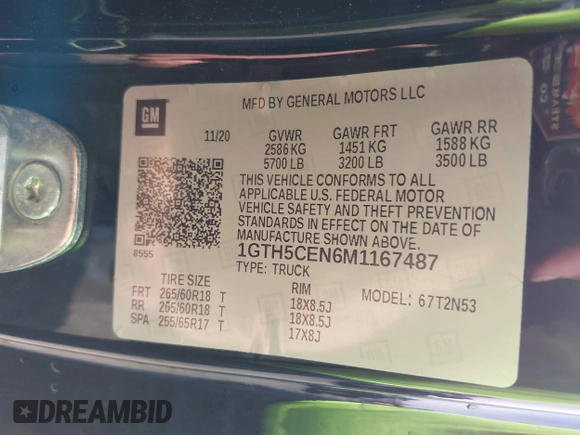 GM
MFD BY GENERAL MOTORS LLC
11/20 GVWR GAWR FRT GAWR RR
2586 KG 1451 KG 1588 KG
5700 LB 3200 LB 3500 LB
THIS VEHICLE CONFORMS TO ALL
APPLICABLE U.S. FEDERAL MOTOR
VEHICLE SAFETY AND THEFT PREVENTION
STANDARDS IN EFFECT ON THE DATE OF
MANUFACTURE SHOWN ABOVE.
8555 1GTH5CEN6M1167487
TYPE: TRUCK
TIRE SIZE RIM MODEL: 67T2N53
FRT 265/60R18 T 18X8.5J
RR 265/60R18 T 18X8.5J
SPA 255/65R17 T 17X8J
DREAMBID